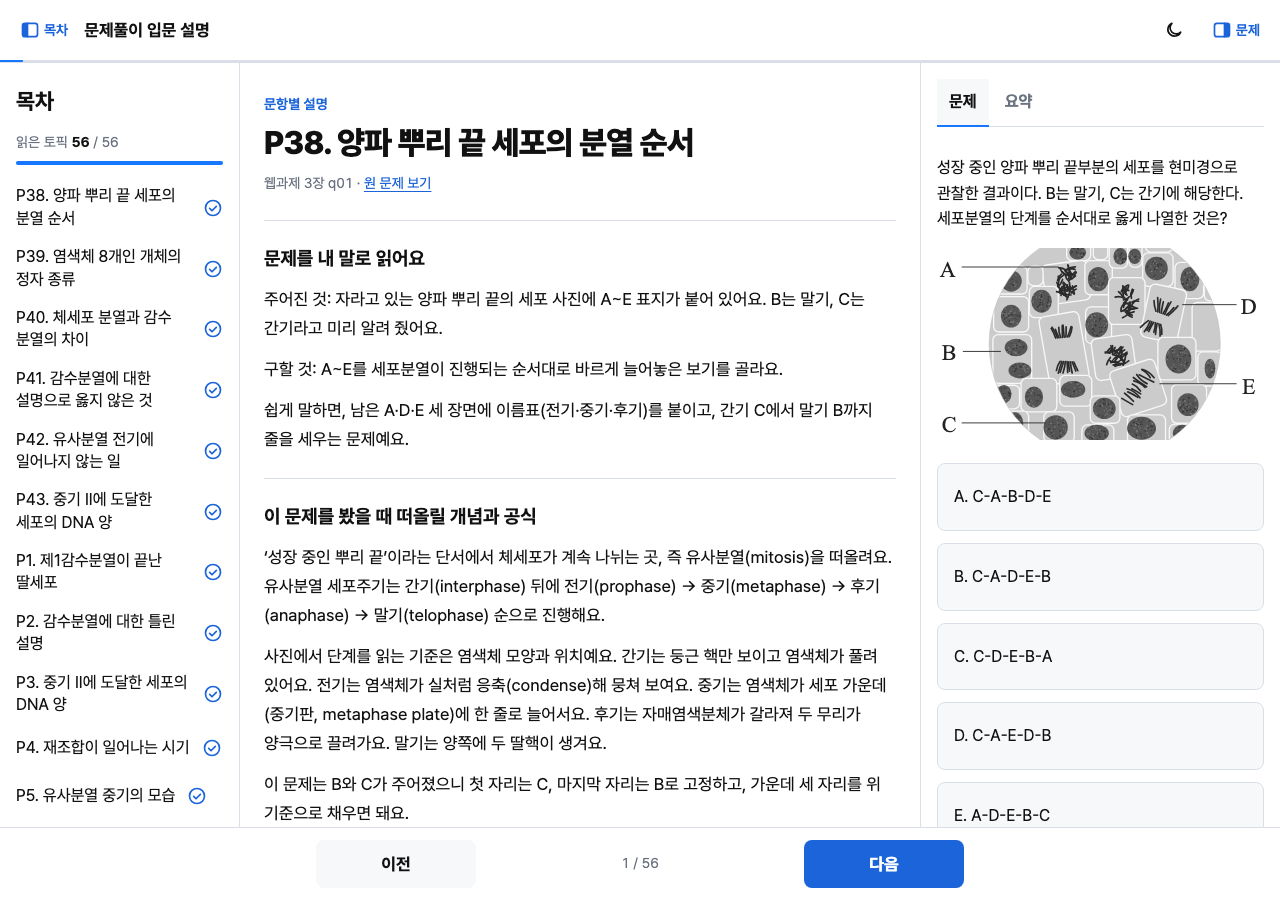 목차
문제풀이 입문 설명
문제
목차
읽은 토픽 56 / 56
P38. 양파 뿌리 끝 세포의
분열 순서
P39. 염색체 8개인 개체의
정자 종류
P40. 체세포 분열과 감수
분열의 차이
P41. 감수분열에 대한
설명으로 옳지 않은 것
P42. 유사분열 전기에
일어나지 않는 일
P43. 중기 II에 도달한
세포의 DNA 양
P1. 제1감수분열이 끝난
딸세포
P2. 감수분열에 대한 틀린
설명
P3. 중기 II에 도달한 세포의
DNA 양
P4. 재조합이 일어나는 시기
P5. 유사분열 중기의 모습
문항별 설명
P38. 양파 뿌리 끝 세포의 분열 순서
웹과제 3장 q01 · 원 문제 보기
문제를 내 말로 읽어요
주어진 것: 자라고 있는 양파 뿌리 끝의 세포 사진에 A~E 표지가 붙어 있어요. B는 말기, C는
간기라고 미리 알려 줬어요.
구할 것: A~E를 세포분열이 진행되는 순서대로 바르게 늘어놓은 보기를 골라요.
쉽게 말하면, 남은 A·D·E 세 장면에 이름표(전기·중기·후기)를 붙이고, 간기 C에서 말기 B까지
줄을 세우는 문제예요.
이 문제를 봤을 때 떠올릴 개념과 공식
‘성장 중인 뿌리 끝’이라는 단서에서 체세포가 계속 나뉘는 곳, 즉 유사분열(mitosis)을 떠올려요.
유사분열 세포주기는 간기(interphase) 뒤에 전기(prophase) → 중기(metaphase) → 후기
(anaphase) → 말기(telophase) 순으로 진행해요.
사진에서 단계를 읽는 기준은 염색체 모양과 위치예요. 간기는 둥근 핵만 보이고 염색체가 풀려
있어요. 전기는 염색체가 실처럼 응축(condense)해 뭉쳐 보여요. 중기는 염색체가 세포 가운데
(중기판, metaphase plate)에 한 줄로 늘어서요. 후기는 자매염색분체가 갈라져 두 무리가
양극으로 끌려가요. 말기는 양쪽에 두 딸핵이 생겨요.
이 문제는 B와 C가 주어졌으니 첫 자리는 C, 마지막 자리는 B로 고정하고, 가운데 세 자리를 위
기준으로 채우면 돼요.
문제
요약
성장 중인 양파 뿌리 끝부분의 세포를 현미경으로
관찰한 결과이다. B는 말기, C는 간기에 해당한다.
세포분열의 단계를 순서대로 옳게 나열한 것은?
A
D
B
E
C
A. C-A-B-D-E
B. C-A-D-E-B
C. C-D-E-B-A
D. C-A-E-D-B
E. A-D-E-B-C
이전
1 / 56
다음